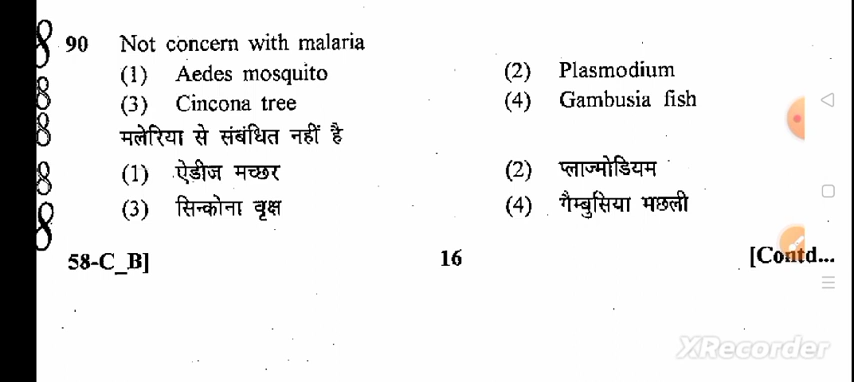 90 Not concern with malaria
(1) Aedes mosquito (2) Plasmodium
(3) Cincona tree (4) Gambusia fish
मलेरिया से संबंधित नहीं है
(1) ऐडीज मच्छर (2) प्लाज्मोडियम
(3) सिन्कोना वृक्ष (4) गैम्बुसिया मछली
58-C_B] 16 [Contd...
XRecorder